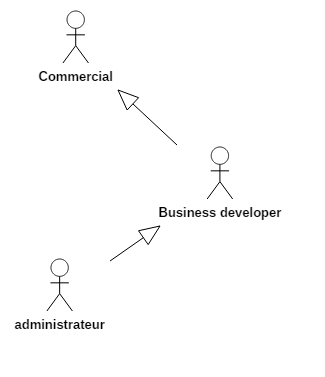 Commercial
Business developer
administrateur